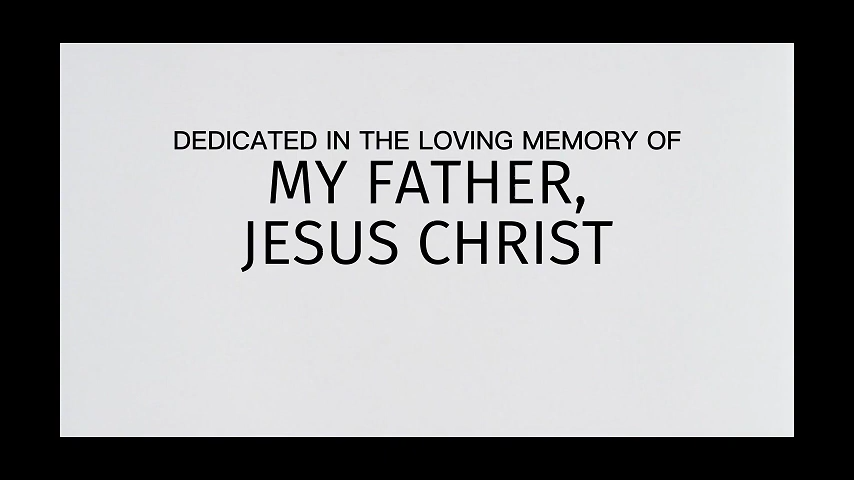 DEDICATED IN THE LOVING MEMORY OF
MY FATHER,
JESUS CHRIST